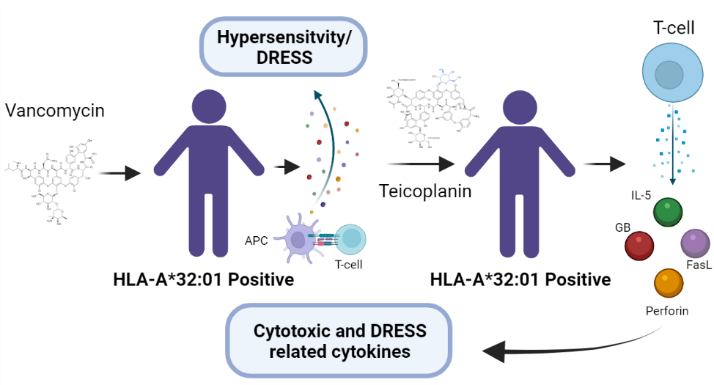 Hypersensitvity/
DRESS
T-cell
Vancomycin
Teicoplanin
APC
T-cell
HLA-A*32:01 Positive
HLA-A*32:01 Positive
IL-5
GB
FasL
Perforin
Cytotoxic and DRESS
related cytokines